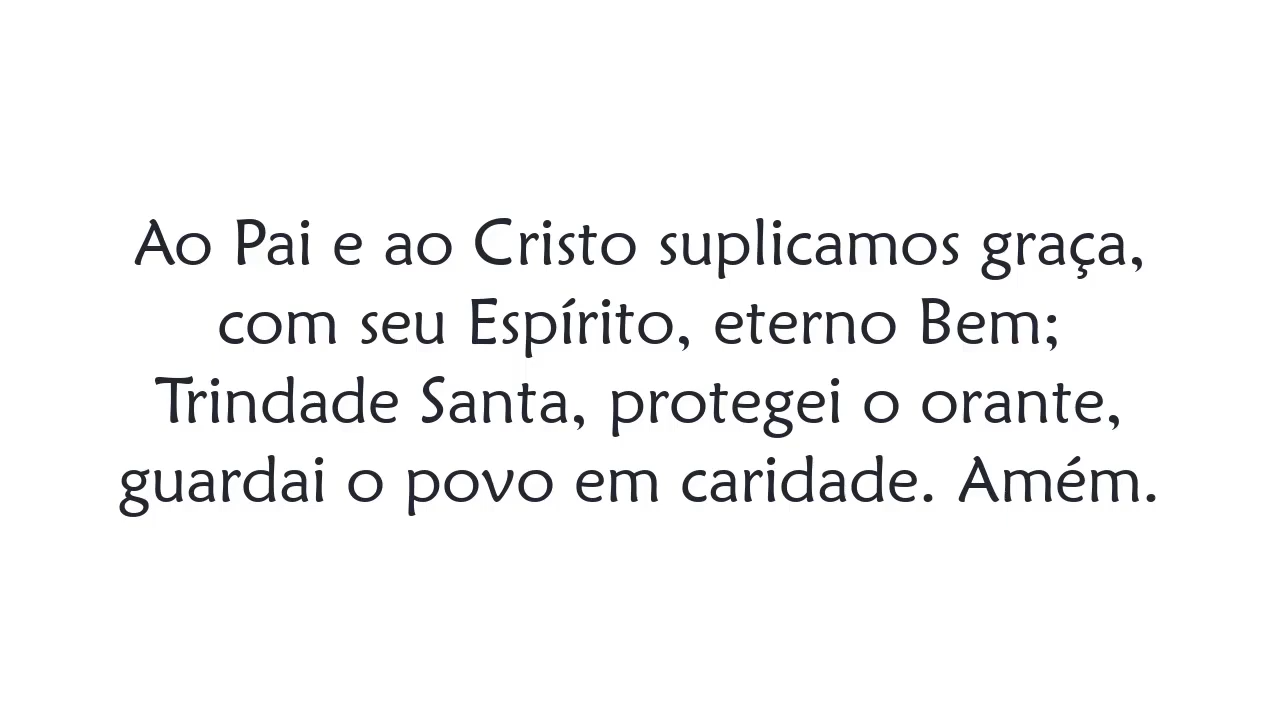 Ao Pai e ao Cristo suplicamos graça,
com seu Espírito, eterno Bem;
Trindade Santa, protegei o orante,
guardai o povo em caridade. Amém.